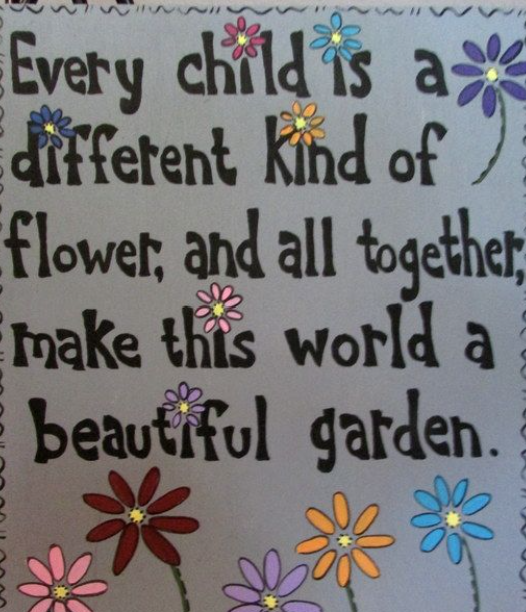 Every child is a
different kind of
flower, and all together,
make this world a
beautiful garden.